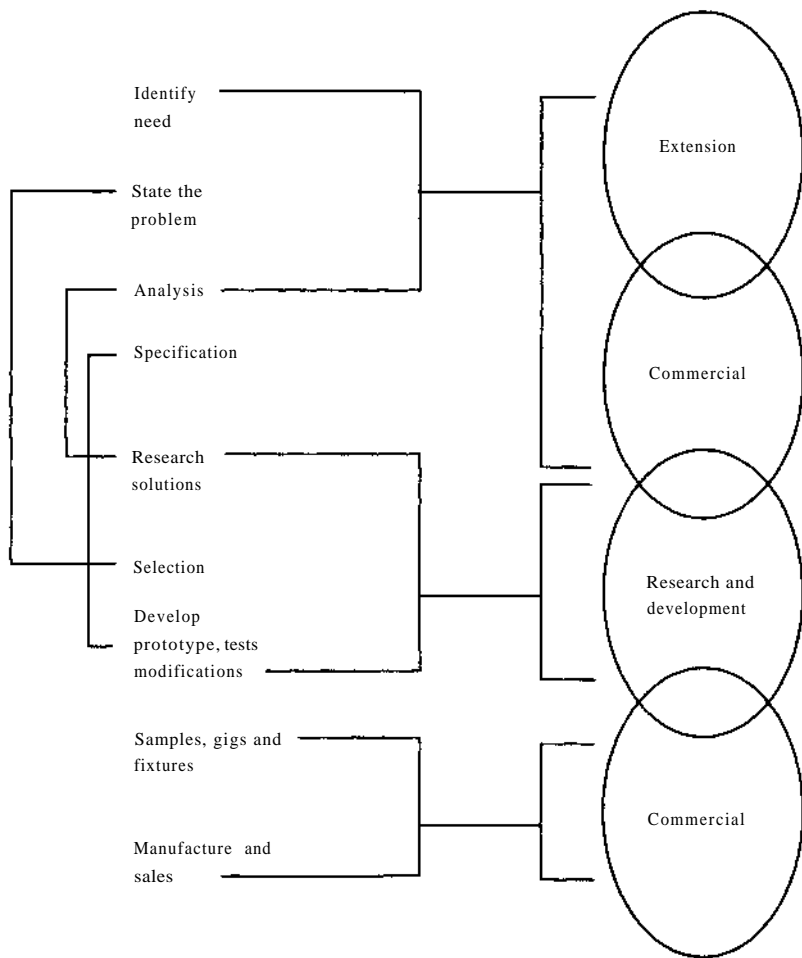 Identify
need
State the
problem
Analysis
Specification
Research
solutions
Selection
Develop
prototype, tests
modifications
Samples, gigs and
fixtures
Manufacture and
sales
Extension
Commercial
Research and
development
Commercial